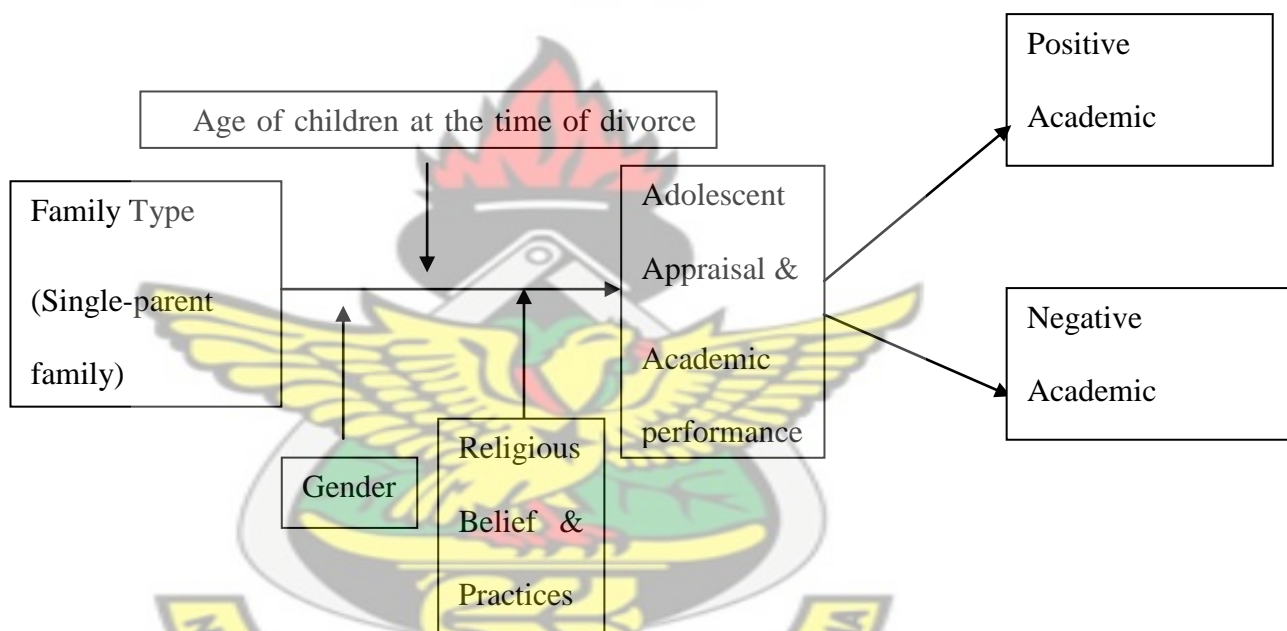 Positive
Academic
Age of children at the time of divorce
Family Type
(Single-parent
family)
Adolescent
Appraisal &
Academic
performance
Negative
Academic
Gender
Religious
Belief &
Practices